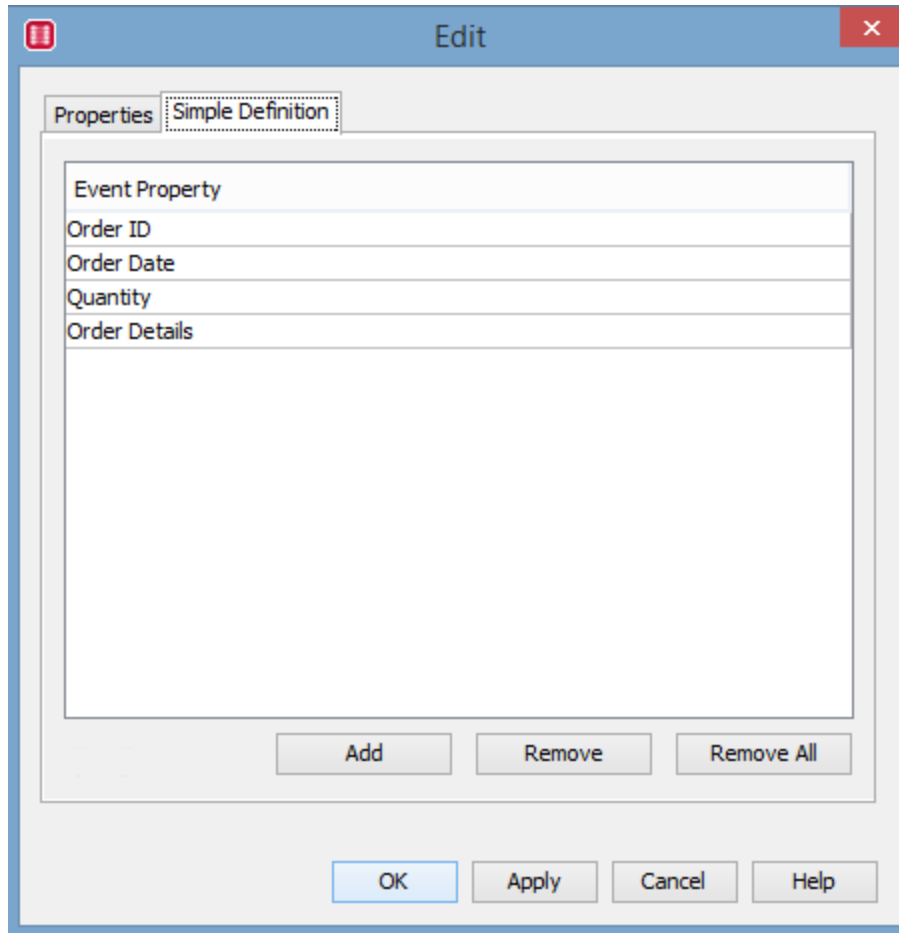 Edit
Properties Simple Definition
Event Property
Order ID
Order Date
Quantity
Order Details
Add Remove Remove All
OK Apply Cancel Help